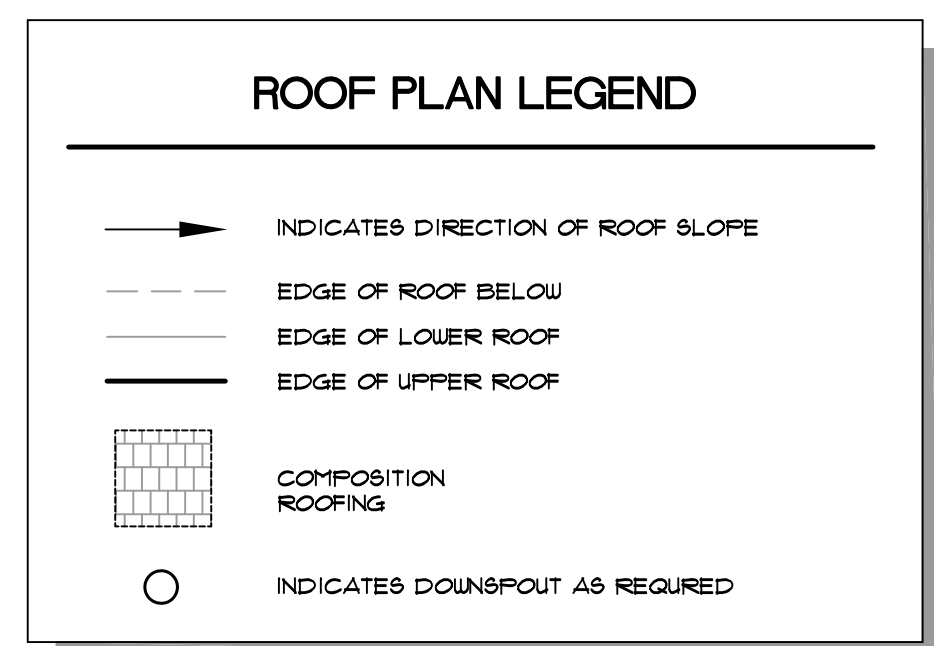 ROOF PLAN LEGEND
INDICATES DIRECTION OF ROOF SLOPE
EDGE OF ROOF BELOW
EDGE OF LOWER ROOF
EDGE OF UPPER ROOF
COMPOSITION
ROOFING
INDICATES DOWNSPOUT AS REQURED